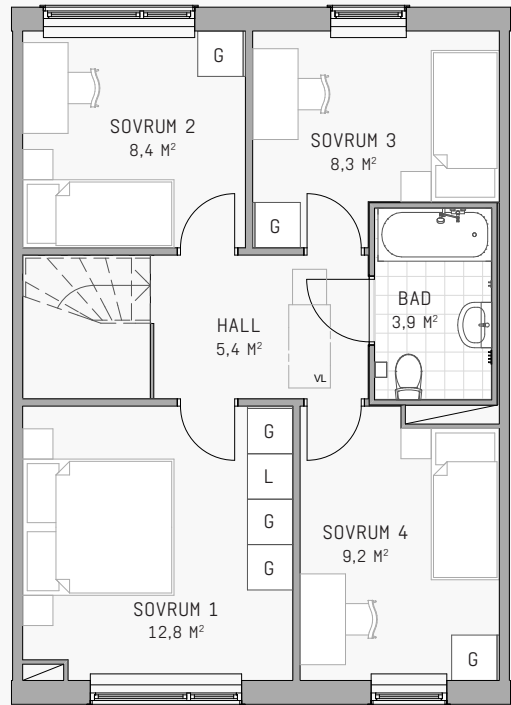 G
SOVRUM 2
8,4 M²
SOVRUM 3
8,3 M²
G
BAD
3,9 M²
HALL
5,4 M²
VL
G
L
G
G
SOVRUM 4
9,2 M²
SOVRUM 1
12,8 M²
G